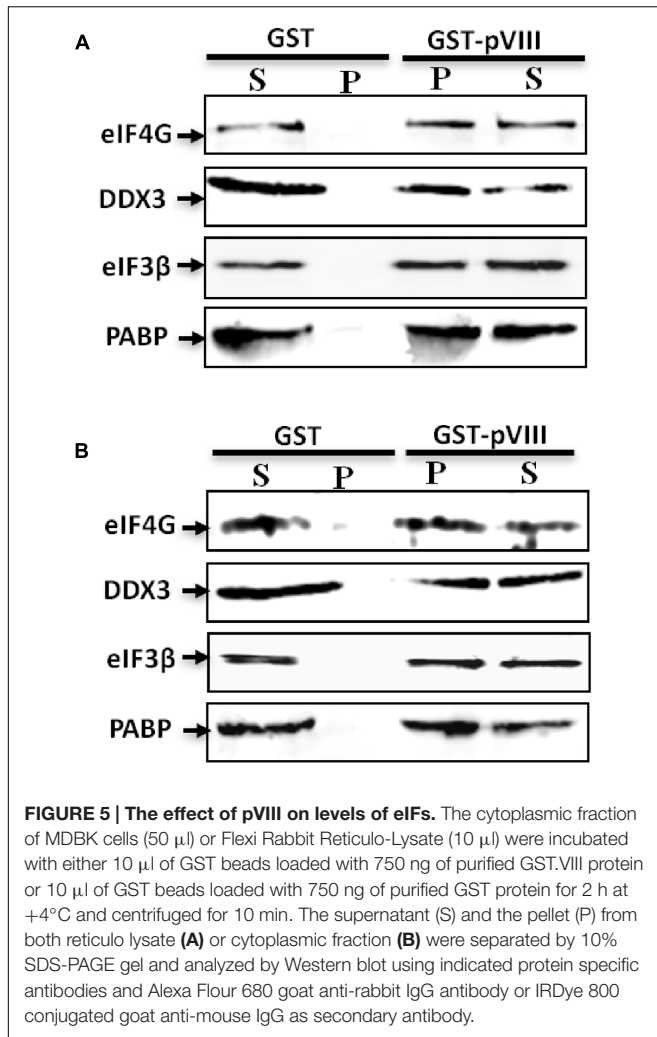 A
GST GST-pVIII
S P P S
eIF4G
DDX3
eIF3β
PABP
B
GST GST-pVIII
S P P S
eIF4G
DDX3
eIF3β
PABP
FIGURE 5 | The effect of pVIII on levels of eIFs. The cytoplasmic fraction
of MDBK cells (50 μl) or Flexi Rabbit Reticulo-Lysate (10 μl) were incubated
with either 10 μl of GST beads loaded with 750 ng of purified GST.VIII protein
or 10 μl of GST beads loaded with 750 ng of purified GST protein for 2 h at
+4°C and centrifuged for 10 min. The supernatant (S) and the pellet (P) from
both reticulo lysate (A) or cytoplasmic fraction (B) were separated by 10%
SDS-PAGE gel and analyzed by Western blot using indicated protein specific
antibodies and Alexa Flour 680 goat anti-rabbit IgG antibody or IRDye 800
conjugated goat anti-mouse IgG as secondary antibody.